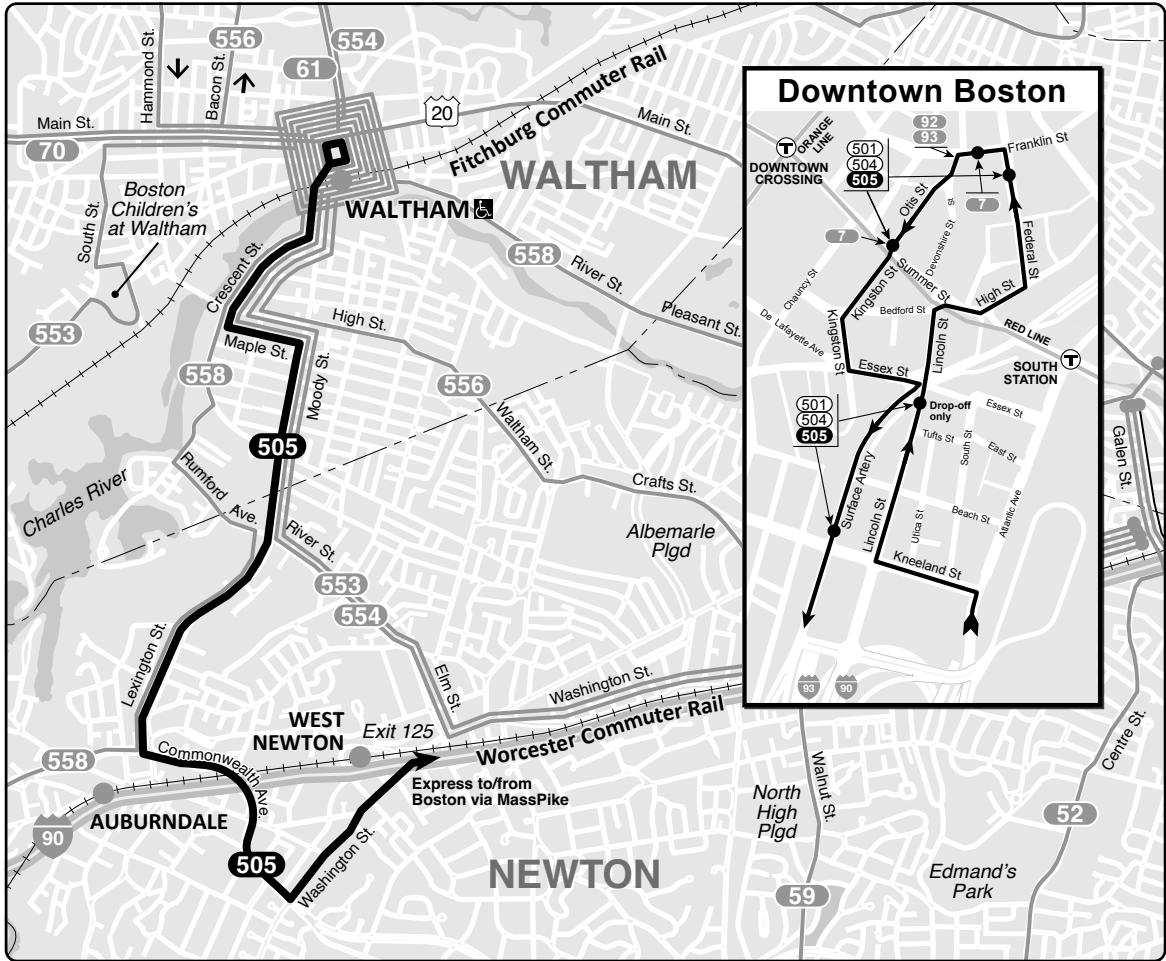 Hammond St.
556
Bacon St.
554
61
20
Fitchburg Commuter Rail
Main St.
70
Main St.
WALTHAM
Boston
Children's
at Waltham
South St.
WALTHAM
558
River St.
Pleasant St.
Crescent St.
553
High St.
Maple St.
558
Moody St.
556
Waltham St.
505
Crafts St.
Charles River
Rumford
Ave.
Albemarle
Plgd
River St.
553
554
Lexington St.
Elm St.
Washington St.
WEST
NEWTON
Exit 125
Worcester Commuter Rail
558
Commonwealth Ave.
Express to/from
Boston via MassPike
AUBURNDALE
90
505
Washington St.
NEWTON
North
High
Plgd
Walnut St.
59
Edmand's
Park
52
Centre St.
Galen St.
Downtown Boston
92
93
T
ORANGE
LINE
DOWNTOWN
CROSSING
501
504
505
Franklin St
7
Otis St
St
Devonshire St
Federal St
7
Summer St
Chauncy St
Kingston St
High St
Bedford St
De Lafayette Ave
Kingston St
Lincoln St
RED LINE
T
SOUTH
STATION
Essex St
501
504
505
Drop-off
only
Essex St
Tufts St
South St
East St
Surface Artery
Lincoln St
Utica St
Beach St
Atlantic Ave
Kneeland St
93
90